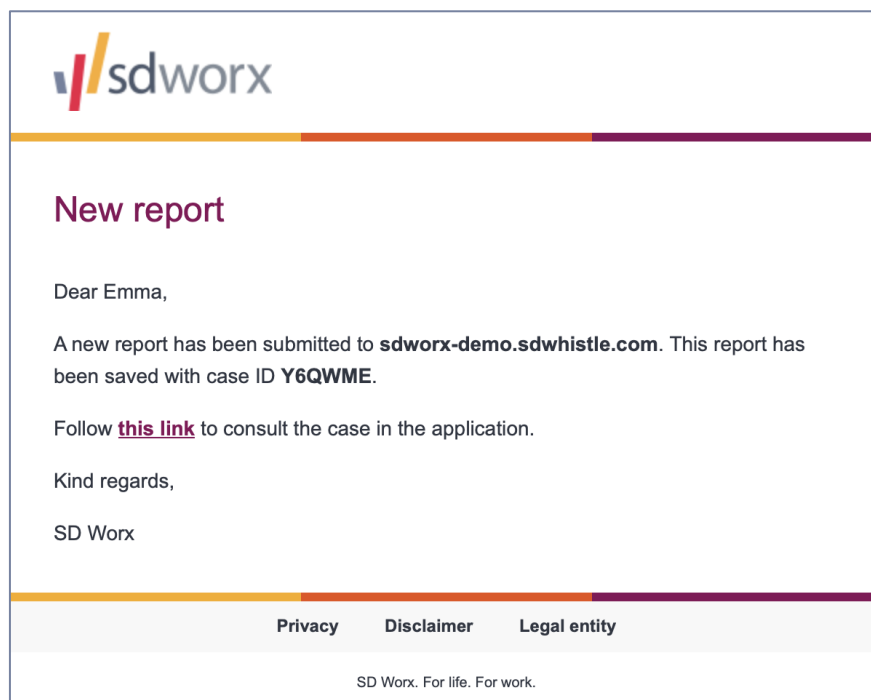 sdworx
New report
Dear Emma,
A new report has been submitted to sdworx-demo.sdwhistle.com. This report has
been saved with case ID Y6QWME.
Follow this link to consult the case in the application.
Kind regards,
SD Worx
Privacy Disclaimer Legal entity
SD Worx. For life. For work.